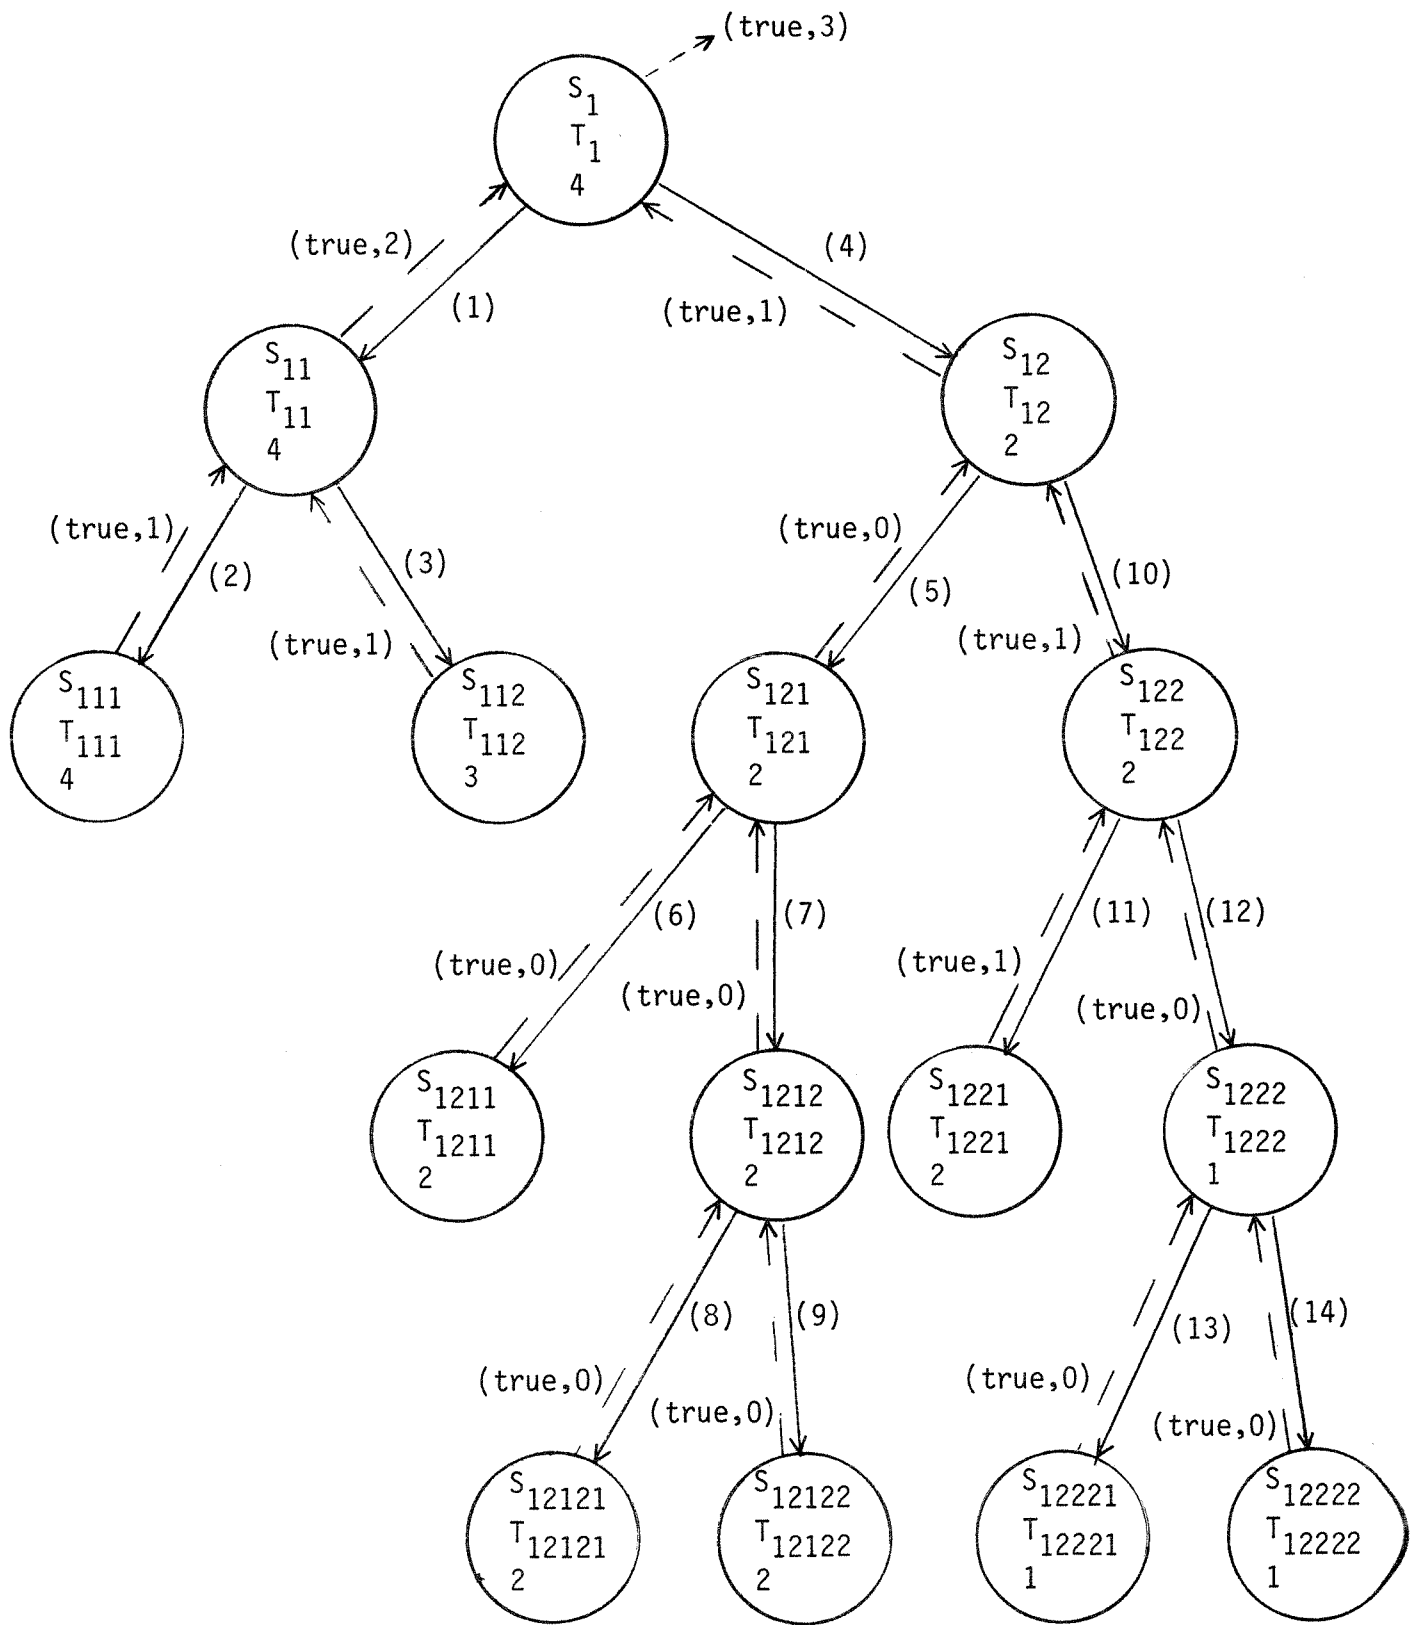 (true,3)
S1
T1
4
(true,2)
(1)
(4)
(true,1)
S11
T11
4
S12
T12
2
(true,1)
(2)
(3)
(true,1)
(true,0)
(5)
(10)
(true,1)
S111
T111
4
S112
T112
3
S121
T121
2
S122
T122
2
(6)
(7)
(11)
(12)
(true,0)
(true,0)
(true,1)
(true,0)
S1211
T1211
2
S1212
T1212
2
S1221
T1221
2
S1222
T1222
1
(8)
(9)
(13)
(14)
(true,0)
(true,0)
(true,0)
(true,0)
S12121
T12121
2
S12122
T12122
2
S12221
T12221
1
S12222
T12222
1